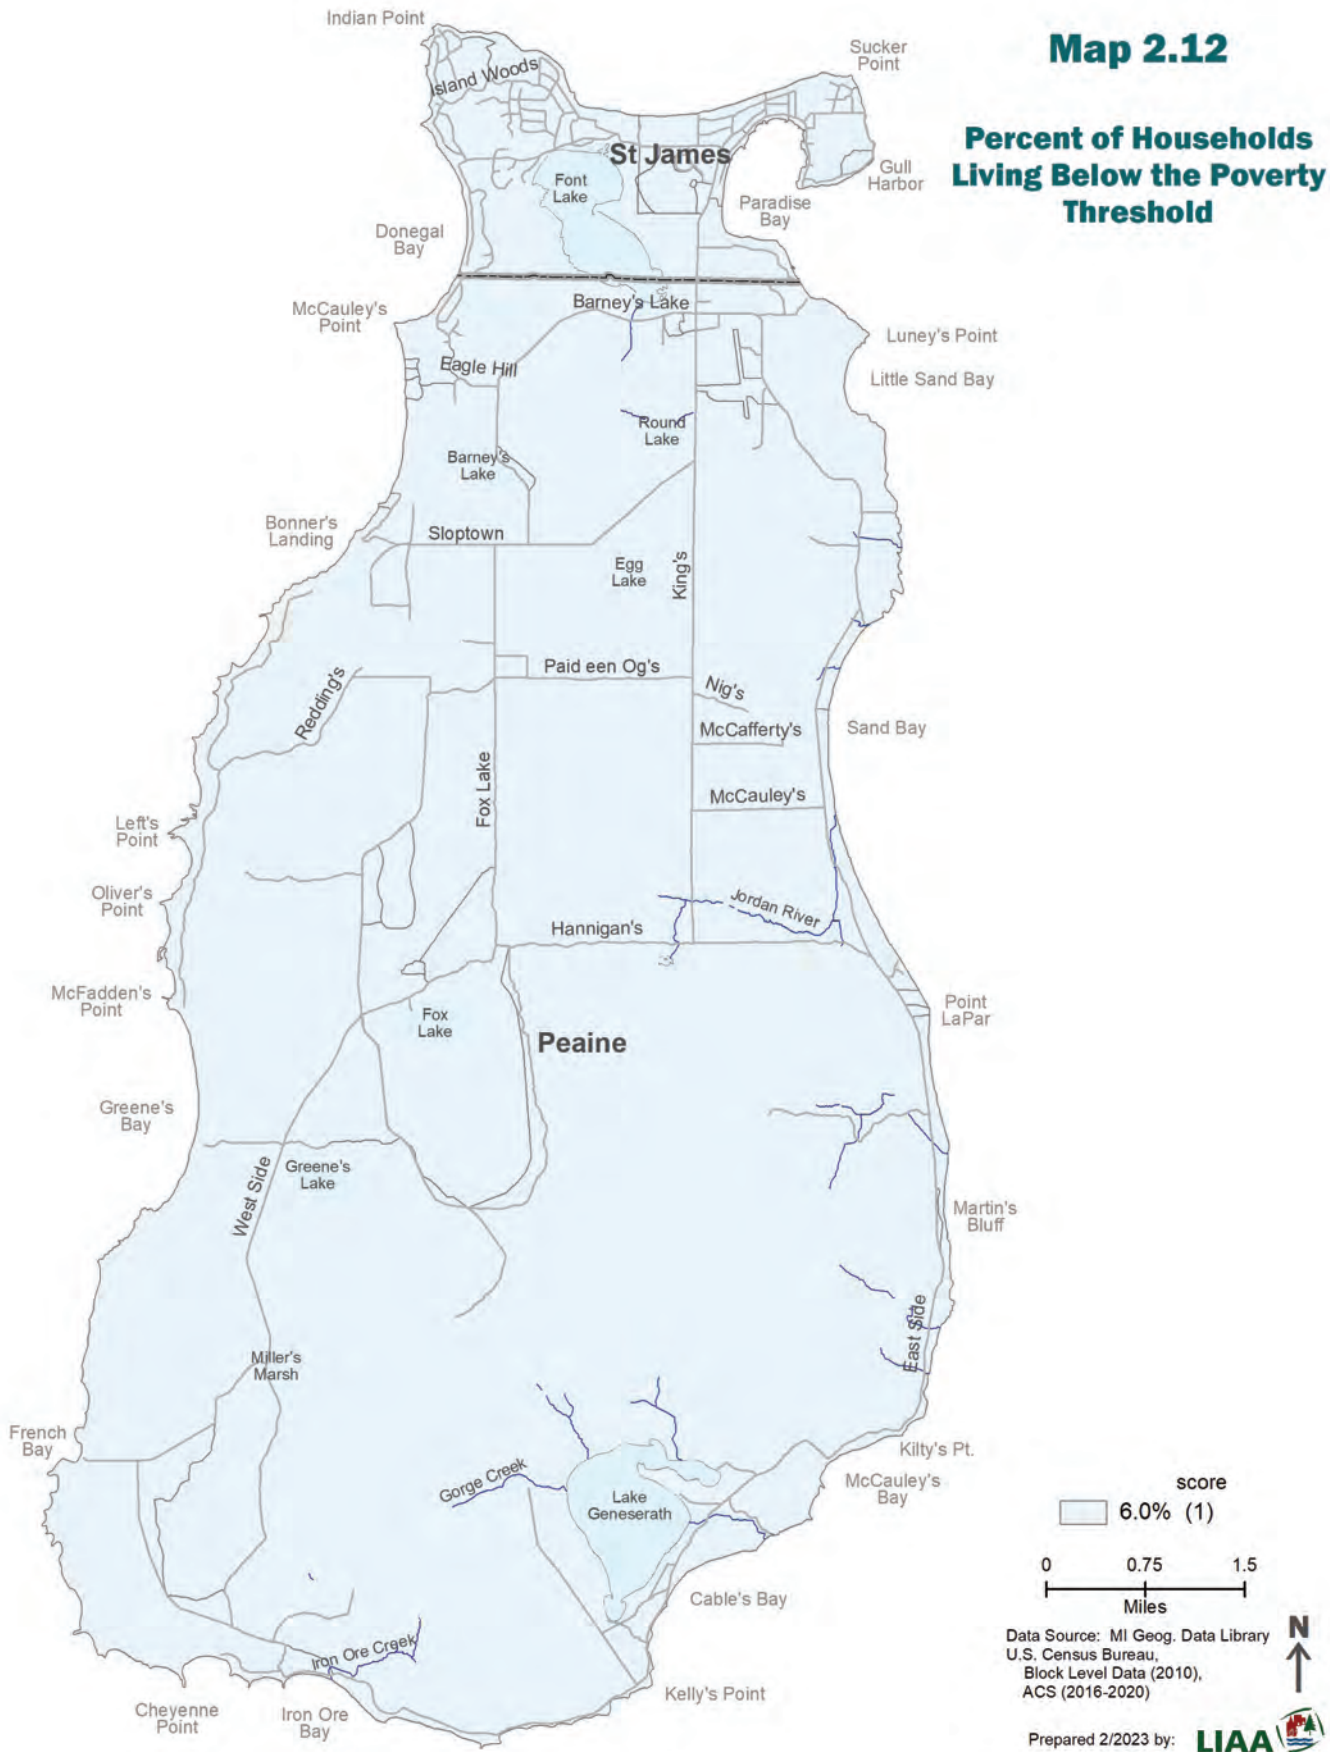 Map 2.12
Percent of Households
Living Below the Poverty
Threshold
Indian Point
Sucker
Point
Island Woods
St James
Gull
Harbor
Font
Lake
Paradise
Bay
Donegal
Bay
McCauley's
Point
Barney's Lake
Luney's Point
Eagle Hill
Little Sand Bay
Round
Lake
Barney's
Lake
Bonner's
Landing
Sloptown
Egg
Lake
King's
Paid een Og's
Redding's
Nig's
McCafferty's
Sand Bay
Fox Lake
McCauley's
Left's
Point
Oliver's
Point
Jordan River
Hannigan's
McFadden's
Point
Point
LaPar
Fox
Lake
Peaine
Greene's
Bay
Greene's
Lake
West Side
Martin's
Bluff
East Side
Miller's
Marsh
French
Bay
Kilty's Pt.
McCauley's
Bay
Gorge Creek
Lake
Geneserath
Cable's Bay
Iron Ore Creek
Kelly's Point
Cheyenne
Point
Iron Ore
Bay
score
6.0% (1)
0 0.75 1.5
Miles
Data Source: MI Geog. Data Library
U.S. Census Bureau,
Block Level Data (2010),
ACS (2016-2020)
N
Prepared 2/2023 by:
LIAA